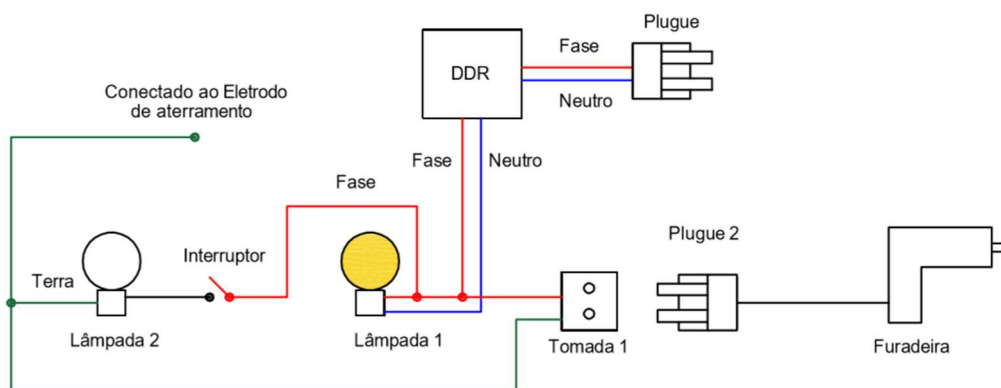 Plugue
Fase
DDR
Neutro
Conectado ao Eletrodo
de aterramento
Fase
Neutro
Fase
Plugue 2
Interruptor
Terra
Lâmpada 2
Lâmpada 1
Tomada 1
Furadeira